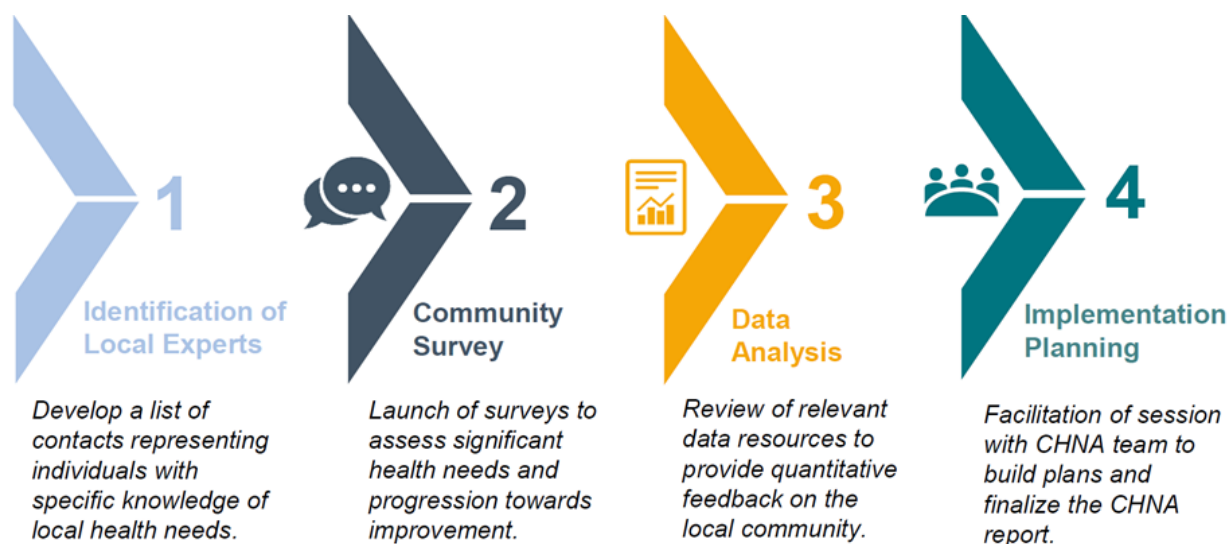 1
Identification of
Local Experts
Develop a list of
contacts representing
individuals with
specific knowledge of
local health needs.
2
Community
Survey
Launch of surveys to
assess significant
health needs and
progression towards
improvement.
3
Data
Analysis
Review of relevant
data resources to
provide quantitative
feedback on the
local community.
4
Implementation
Planning
Facilitation of session
with CHNA team to
build plans and
finalize the CHNA
report.